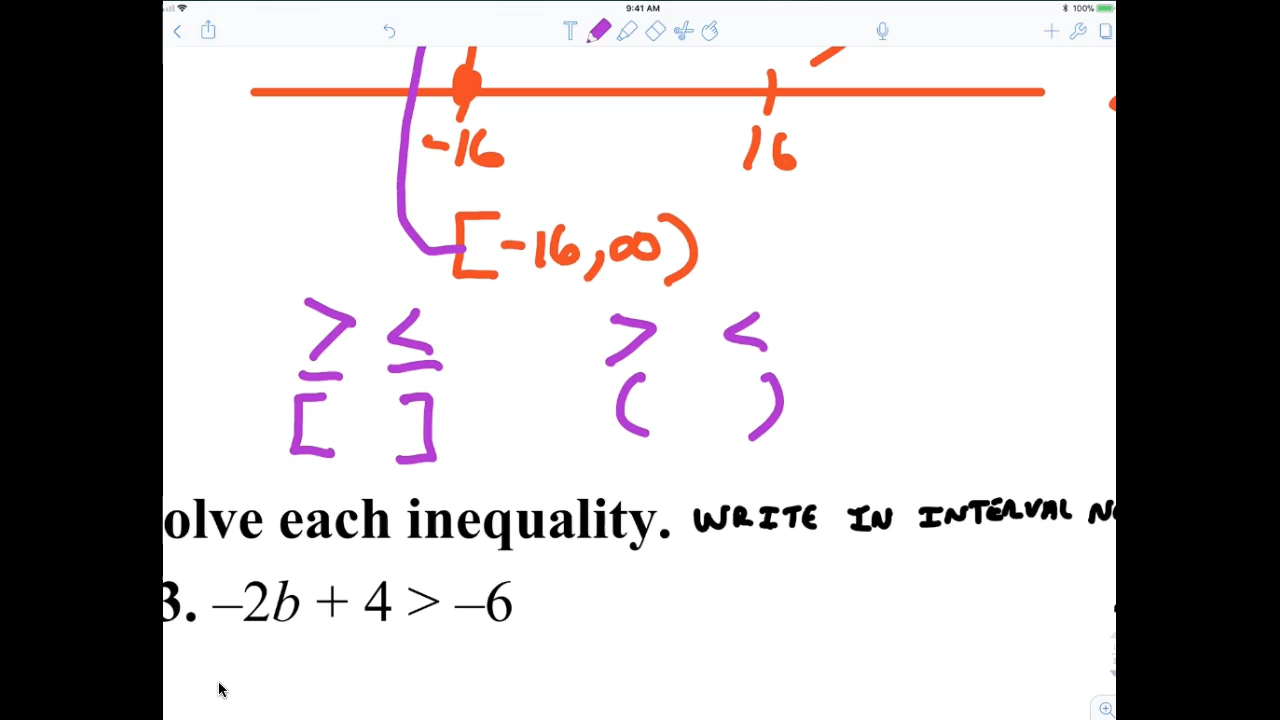 9:41 AM 100%
T
-16 16
[-16,∞)
≥ ≤ > <
[ ] ( )
olve each inequality. WRITE IN INTERVAL N
3. –2b + 4 > –6